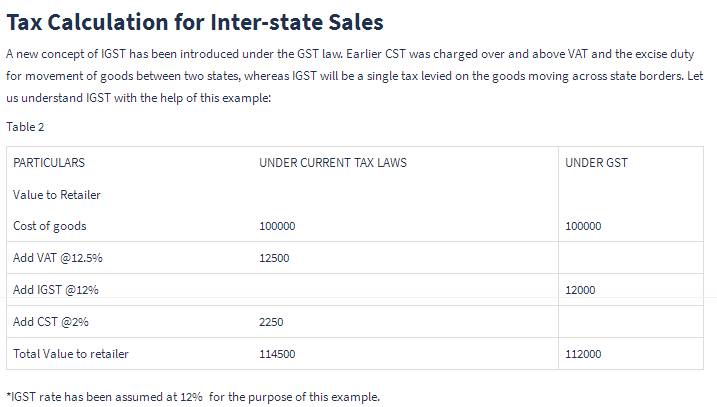 Tax Calculation for Inter-state Sales
A new concept of IGST has been introduced under the GST law. Earlier CST was charged over and above VAT and the excise duty
for movement of goods between two states, whereas IGST will be a single tax levied on the goods moving across state borders. Let
us understand IGST with the help of this example:
Table 2
PARTICULARS UNDER CURRENT TAX LAWS UNDER GST
Value to Retailer
Cost of goods 100000 100000
Add VAT @12.5% 12500
Add IGST @12% 12000
Add CST @2% 2250
Total Value to retailer 114500 112000
*IGST rate has been assumed at 12% for the purpose of this example.